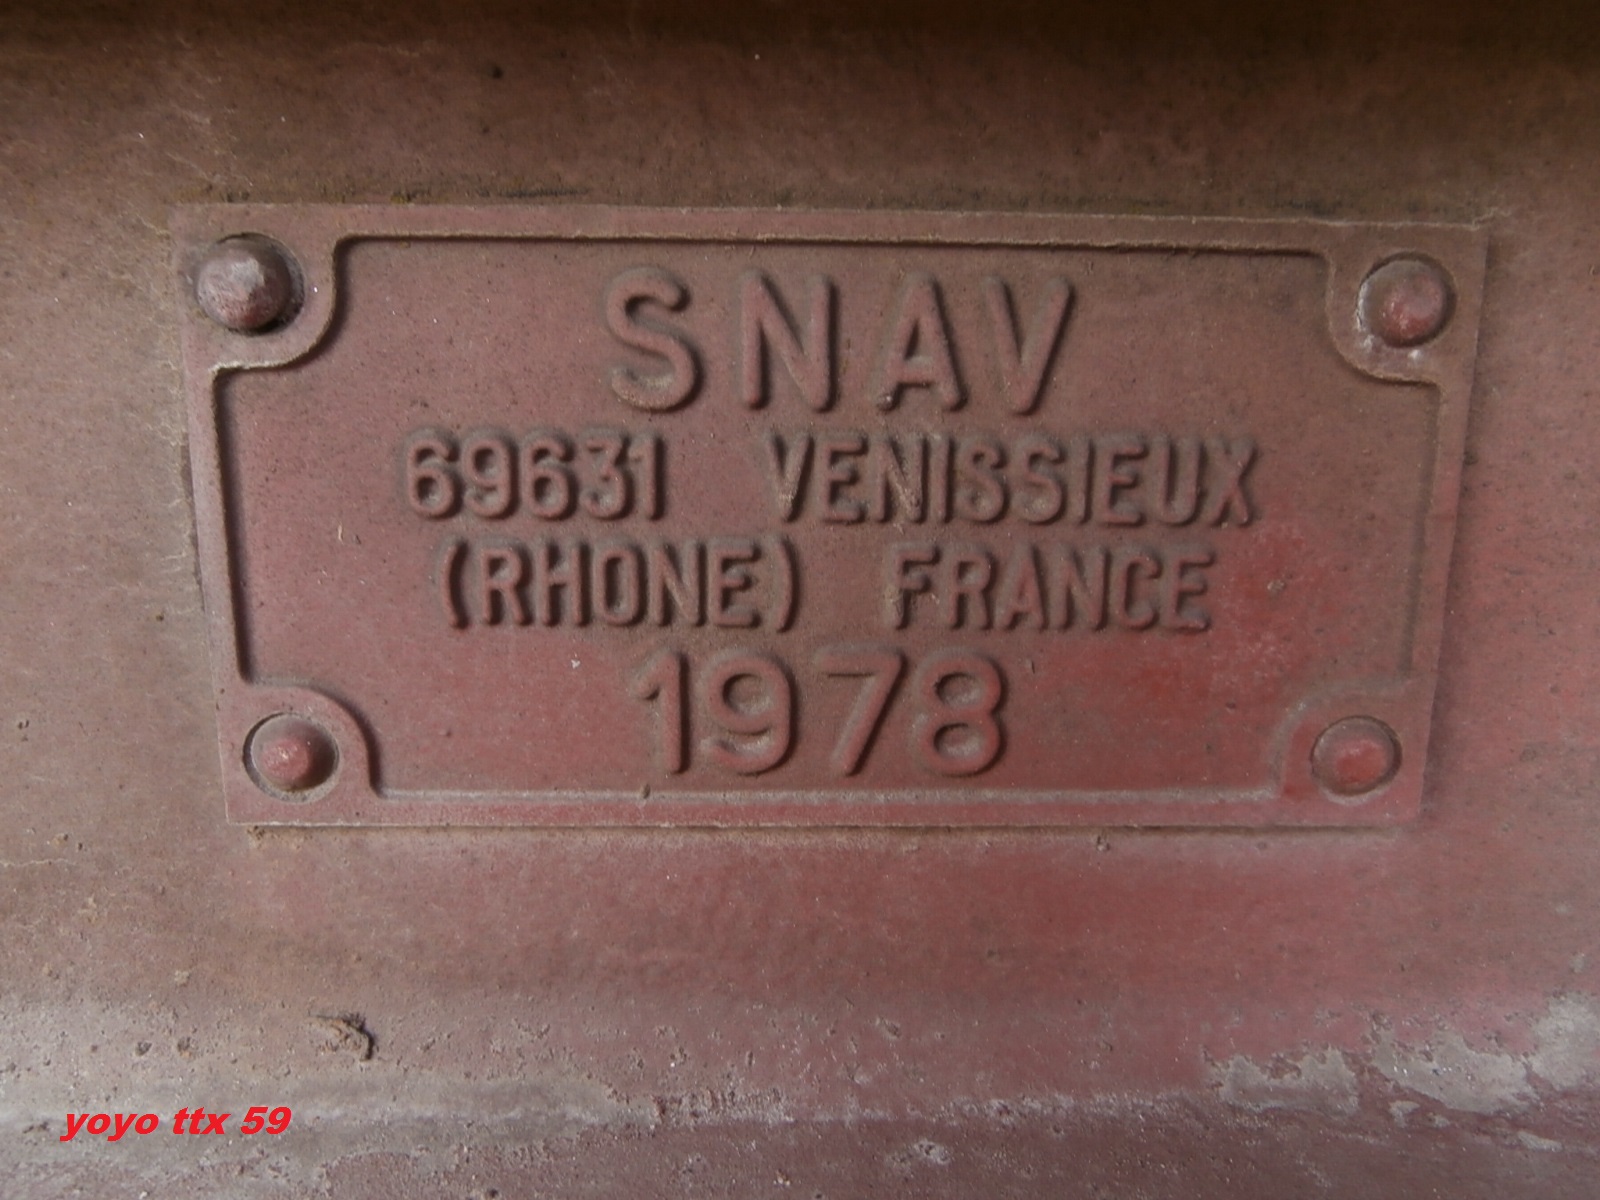 SNAV
69631 VENISSIEUX
(RHONE) FRANCE
1978
yoyo ttx 59